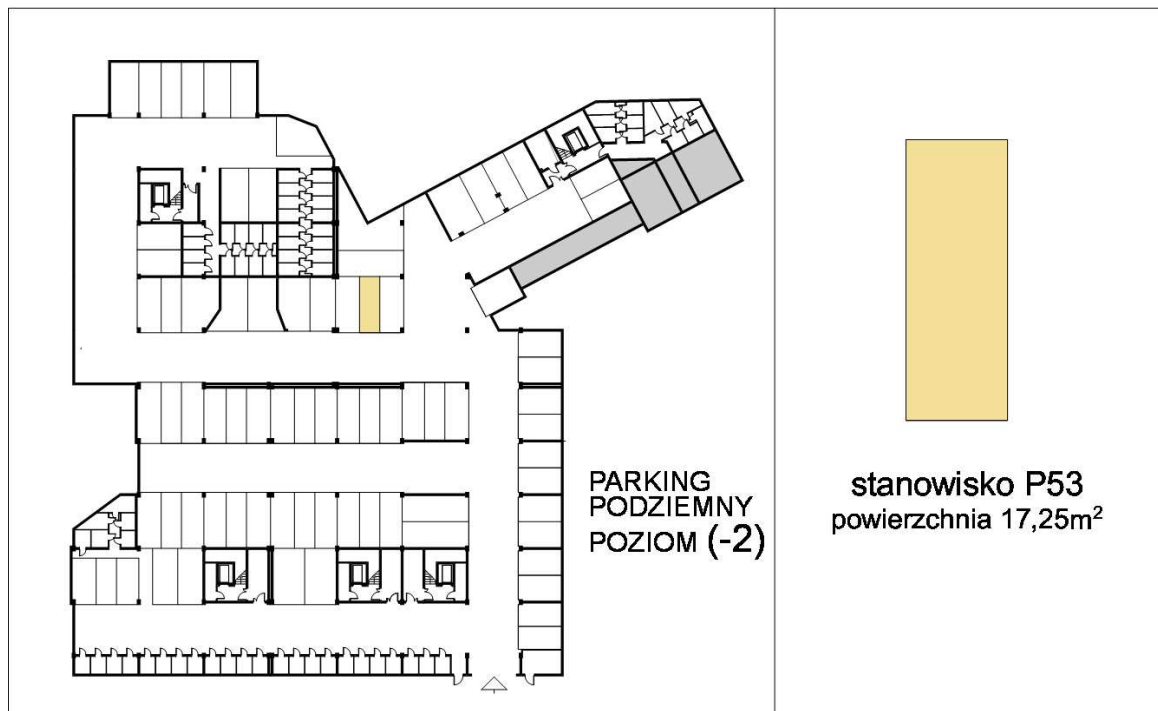 PARKING
PODZIEMNY
POZIOM (-2)
stanowisko P53
powierzchnia 17,25m²